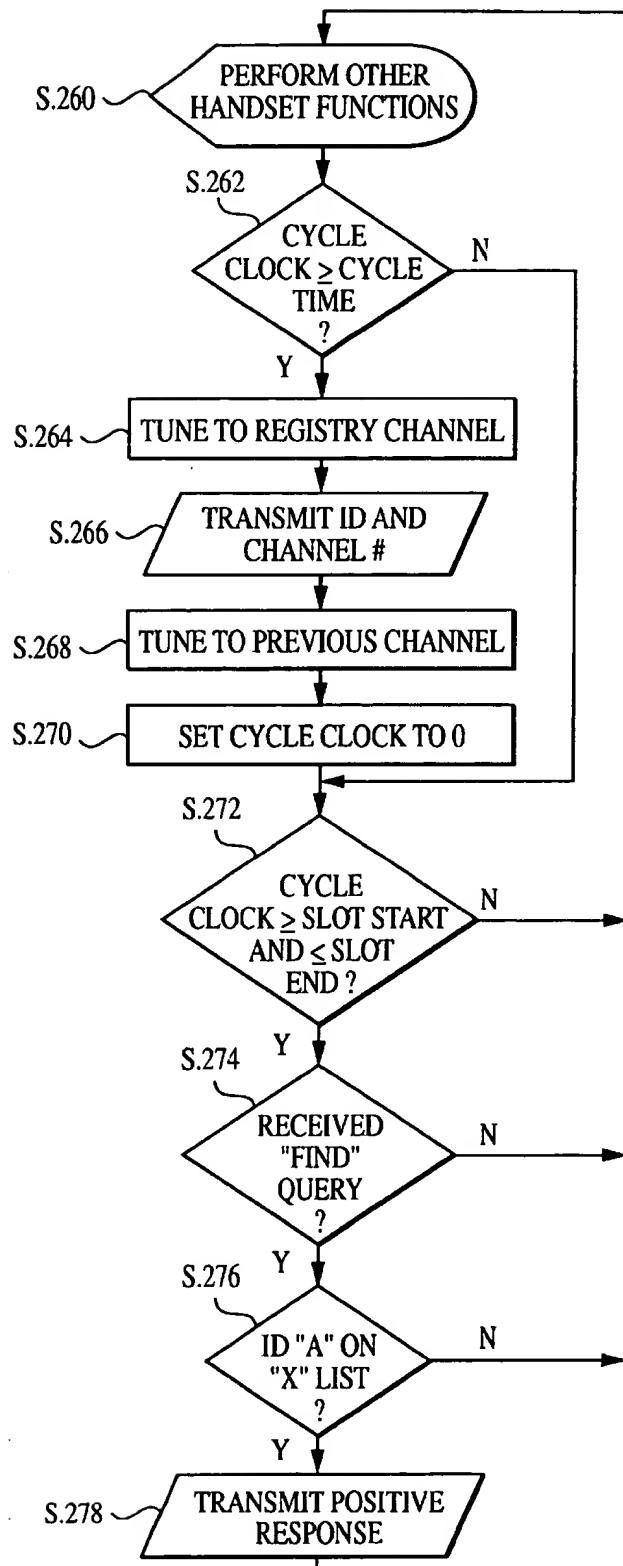 PERFORM OTHER
S.260
HANDSET FUNCTIONS
S.262
CYCLE
N
CLOCK ≥ CYCLE
TIME
?
Y
S.264
TUNE TO REGISTRY CHANNEL
TRANSMIT ID AND
S.266
CHANNEL #
S.268
TUNE TO PREVIOUS CHANNEL
S.270
SET CYCLE CLOCK TO 0
S.272
CYCLE
N
CLOCK ≥ SLOT START
AND ≤ SLOT
END ?
Y
S.274
RECEIVED
N
"FIND"
QUERY
?
Y
S.276
ID "A" ON
N
"X" LIST
?
Y
TRANSMIT POSITIVE
S.278
RESPONSE